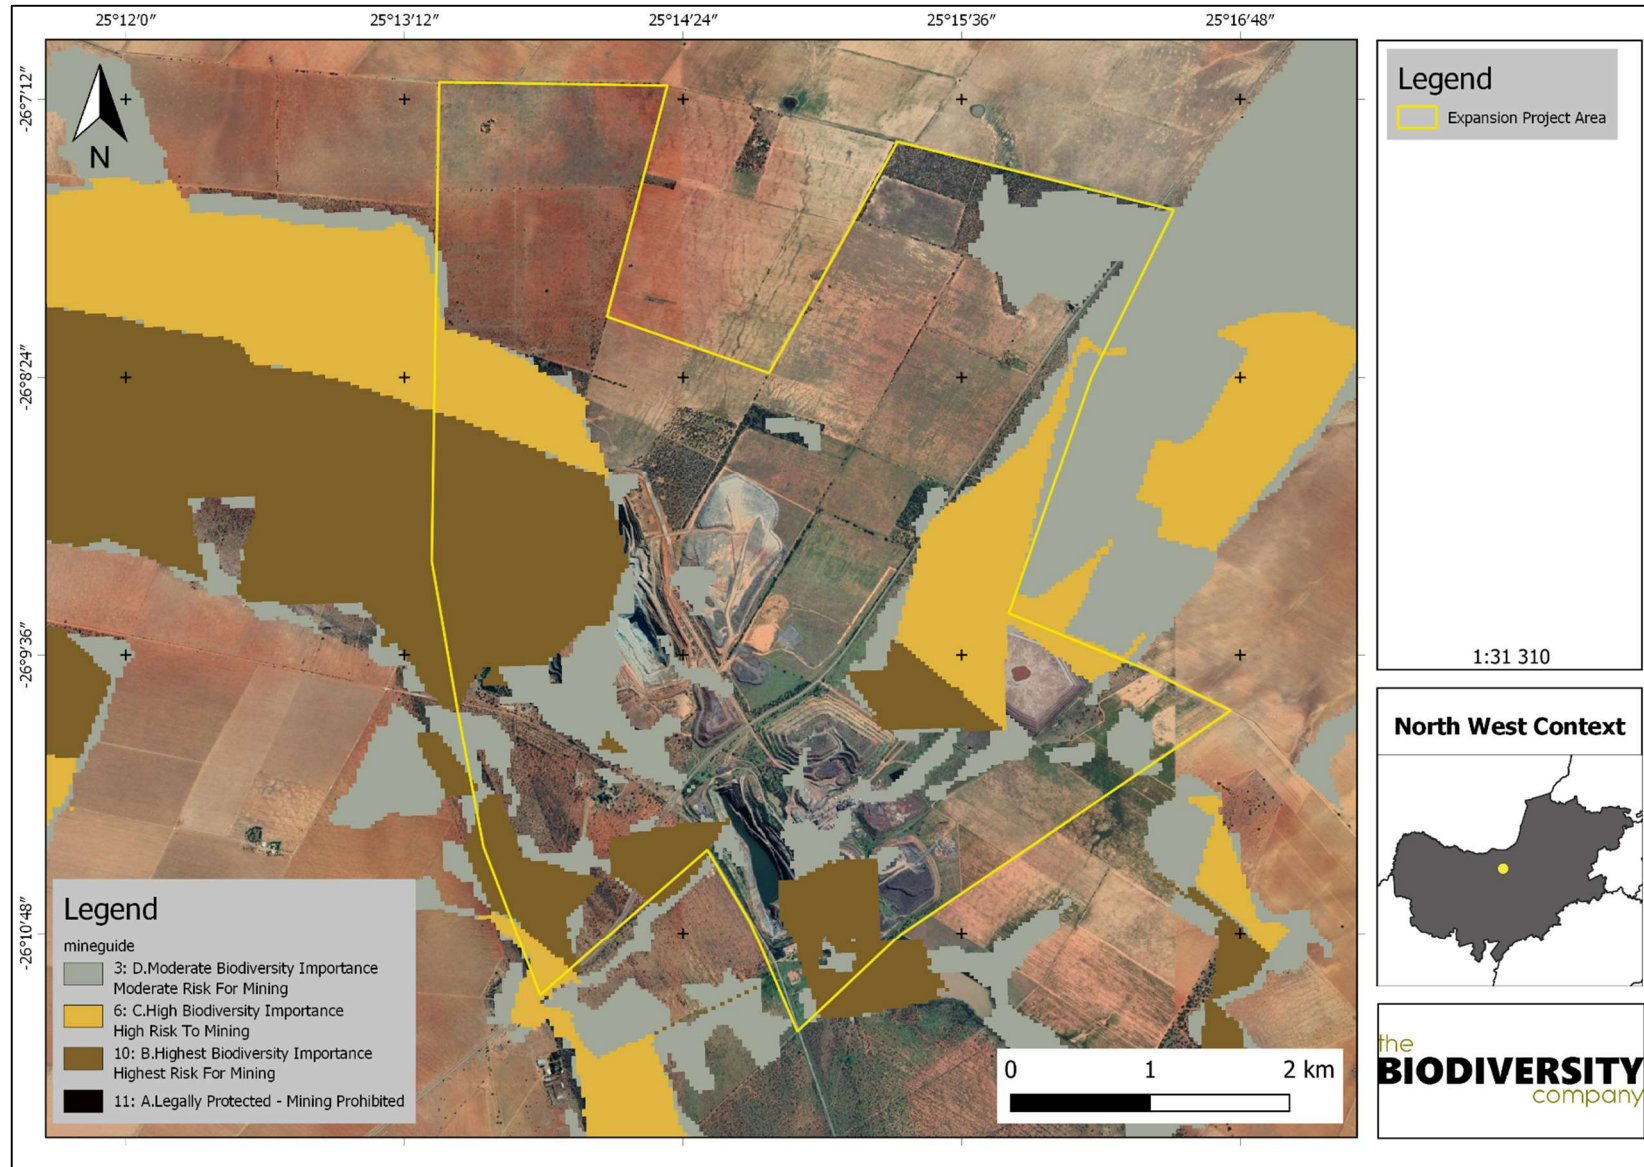 25°12′0″ 25°13′12″ 25°14′24″ 25°15′36″ 25°16′48″
-26°7′12″
-26°8′24″
-26°9′36″
-26°10′48″
N
Legend
mineguide
3: D.Moderate Biodiversity Importance
Moderate Risk For Mining
6: C.High Biodiversity Importance
High Risk To Mining
10: B.Highest Biodiversity Importance
Highest Risk For Mining
11: A.Legally Protected - Mining Prohibited
0 1 2 km
Legend
Expansion Project Area
1:31 310
North West Context
the
BIODIVERSITY
company